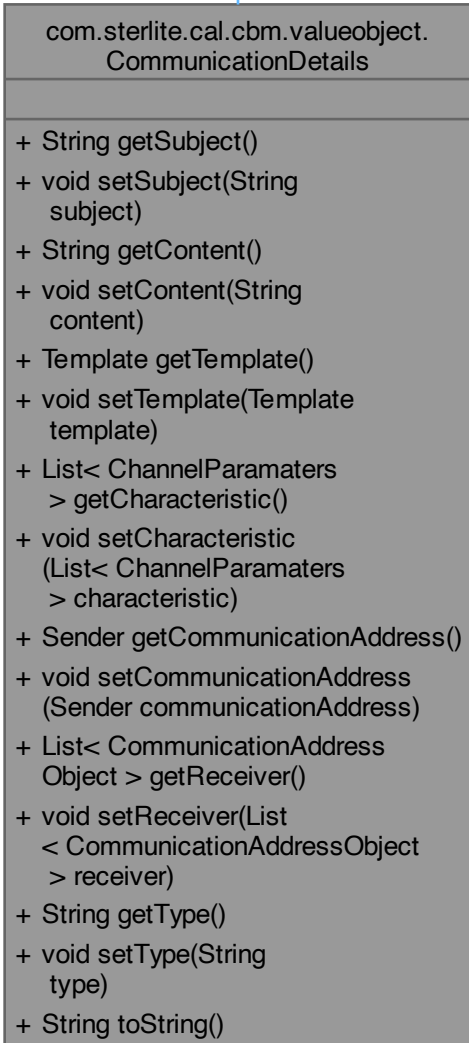 com.sterlite.cal.cbm.valueobject.
CommunicationDetails
+ String getSubject()
+ void setSubject(String
subject)
+ String getContent()
+ void setContent(String
content)
+ Template getTemplate()
+ void setTemplate(Template
template)
+ List< ChannelParamaters
> getCharacteristic()
+ void setCharacteristic
(List< ChannelParamaters
> characteristic)
+ Sender getCommunicationAddress()
+ void setCommunicationAddress
(Sender communicationAddress)
+ List< CommunicationAddress
Object > getReceiver()
+ void setReceiver(List
< CommunicationAddressObject
> receiver)
+ String getType()
+ void setType(String
type)
+ String toString()